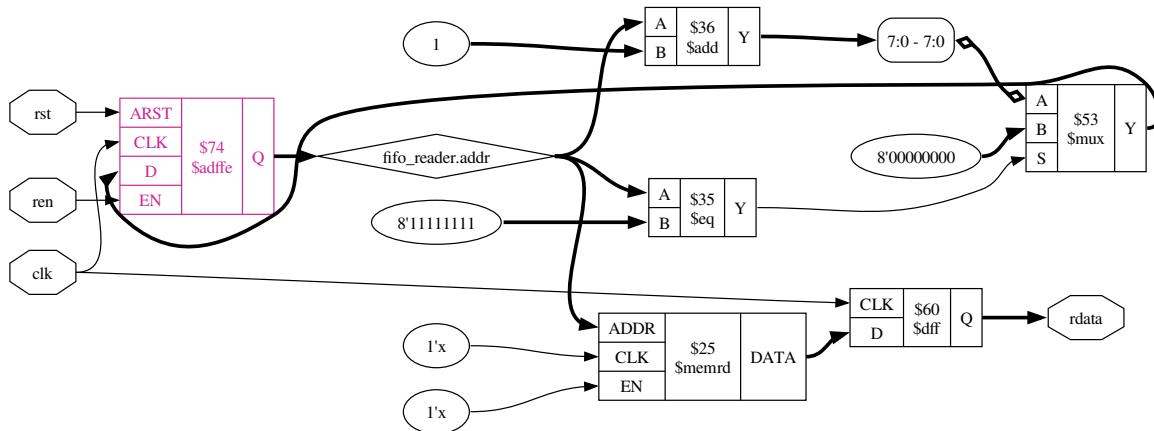 rst
ren
clk
ARST
CLK
D
EN
$74
$adffe
Q
fifo_reader.addr
1
A
B
$36
$add
Y
7:0 - 7:0
8'11111111
A
B
$35
$eq
Y
8'00000000
A
B
S
$53
$mux
Y
1'x
1'x
ADDR
CLK
EN
$25
$memrd
DATA
CLK
D
$60
$dff
Q
rdata